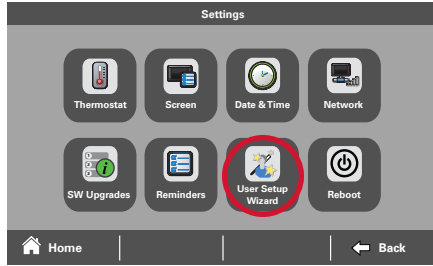 Settings
Thermostat
Screen
Date & Time
Network
SW Upgrades
Reminders
User Setup
Wizard
Reboot
Home
Back